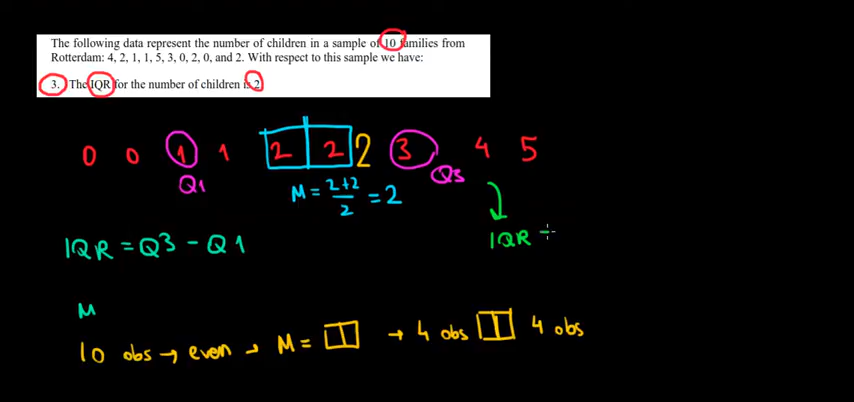 The following data represent the number of children in a sample of 10 families from
Rotterdam: 4, 2, 1, 1, 5, 3, 0, 2, 0, and 2. With respect to this sample we have:
3. The IQR for the number of children is 2
0 0 1 1 2 2 2 3 4 5
Q1 Q3
M = 2+2/2 = 2
IQR = Q3 - Q1
IQR =
M
10 obs → even → M = → 4 obs 4 obs